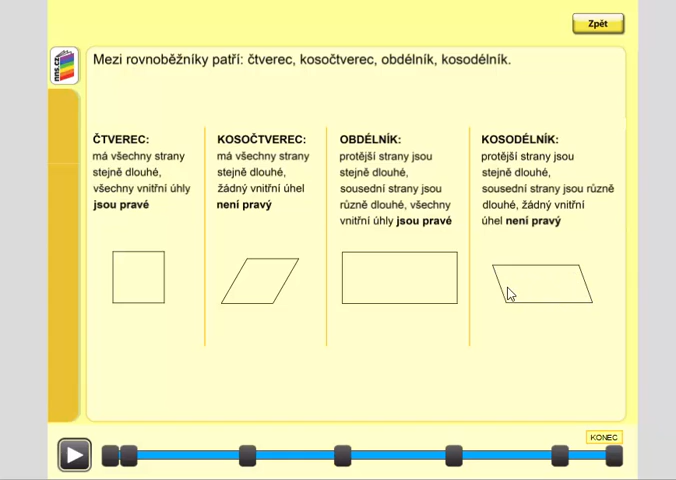 Zpět
nns.cz
Mezi rovnoběžníky patří: čtverec, kosočtverec, obdélník, kosodélník.
ČTVEREC:
má všechny strany
stejně dlouhé,
všechny vnitřní úhly
jsou pravé
KOSOČTVEREC:
má všechny strany
stejně dlouhé,
žádný vnitřní úhel
není pravý
OBDÉLNÍK:
protější strany jsou
stejně dlouhé,
sousední strany jsou
různě dlouhé, všechny
vnitřní úhly jsou pravé
KOSODÉLNÍK:
protější strany jsou
stejně dlouhé,
sousední strany jsou různě
dlouhé, žádný vnitřní
úhel není pravý
KONEC